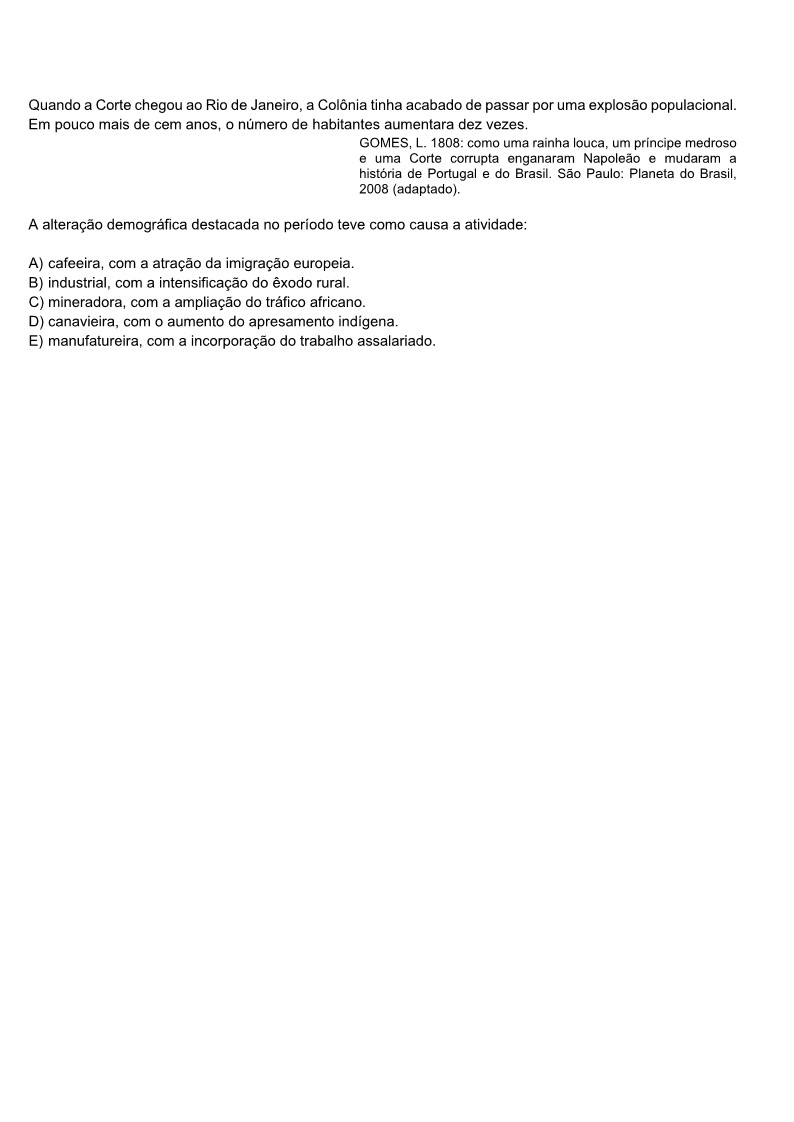 Quando a Corte chegou ao Rio de Janeiro, a Colônia tinha acabado de passar por uma explosão populacional.
Em pouco mais de cem anos, o número de habitantes aumentara dez vezes.
GOMES, L. 1808: como uma rainha louca, um príncipe medroso
e uma Corte corrupta enganaram Napoleão e mudaram a
história de Portugal e do Brasil. São Paulo: Planeta do Brasil,
2008 (adaptado).
A alteração demográfica destacada no período teve como causa a atividade:
A) cafeeira, com a atração da imigração europeia.
B) industrial, com a intensificação do êxodo rural.
C) mineradora, com a ampliação do tráfico africano.
D) canavieira, com o aumento do apresamento indígena.
E) manufatureira, com a incorporação do trabalho assalariado.